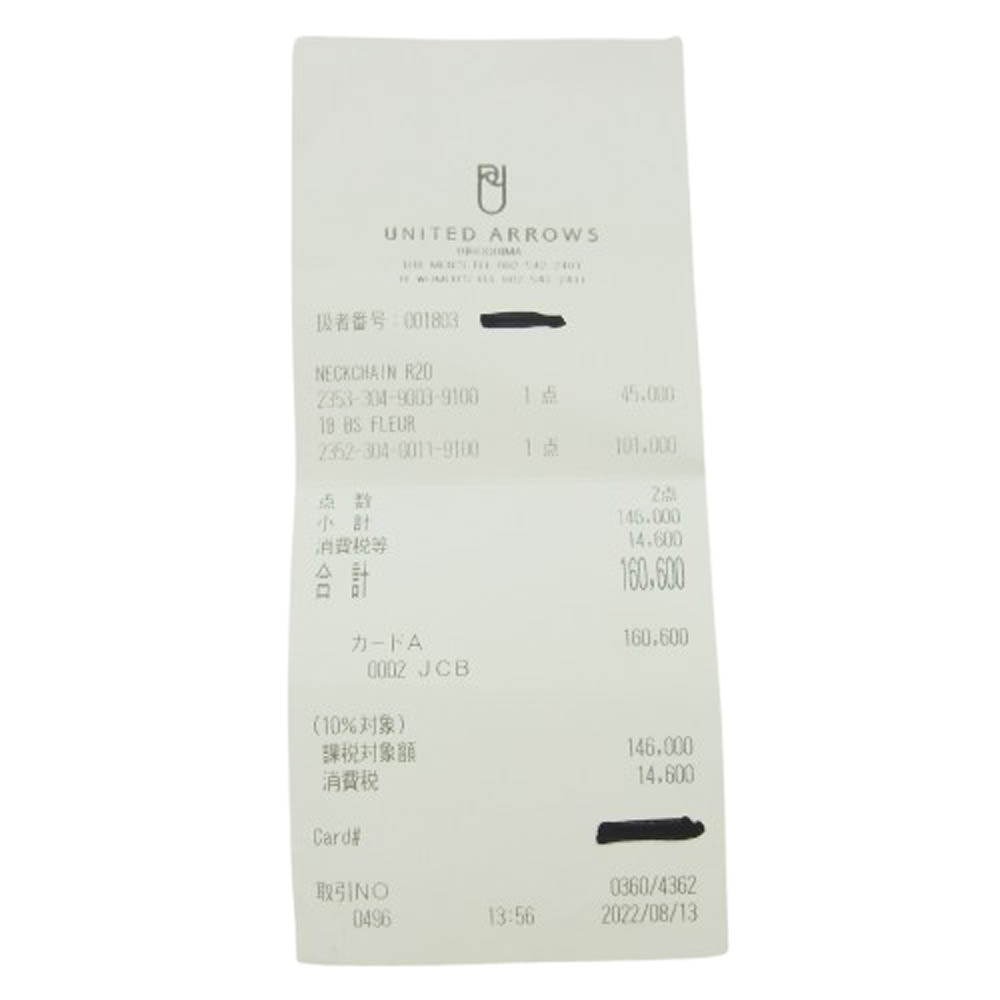 UNITED ARROWS
HIROSHIMA
扱者番号:001803
NECKCHAIN R20
2353-304-9003-9100 1点 45,000
18 BS FLEUR
2352-304-0011-9100 1点 101,000
点 数 2点
小 計 146,000
消費税等 14,600
合 計 160,600
カードA 160,600
0002 JCB
(10%対象)
課税対象額 146,000
消費税 14,600
Card#
取引NO 0360/4362
0496 13:56 2022/08/13